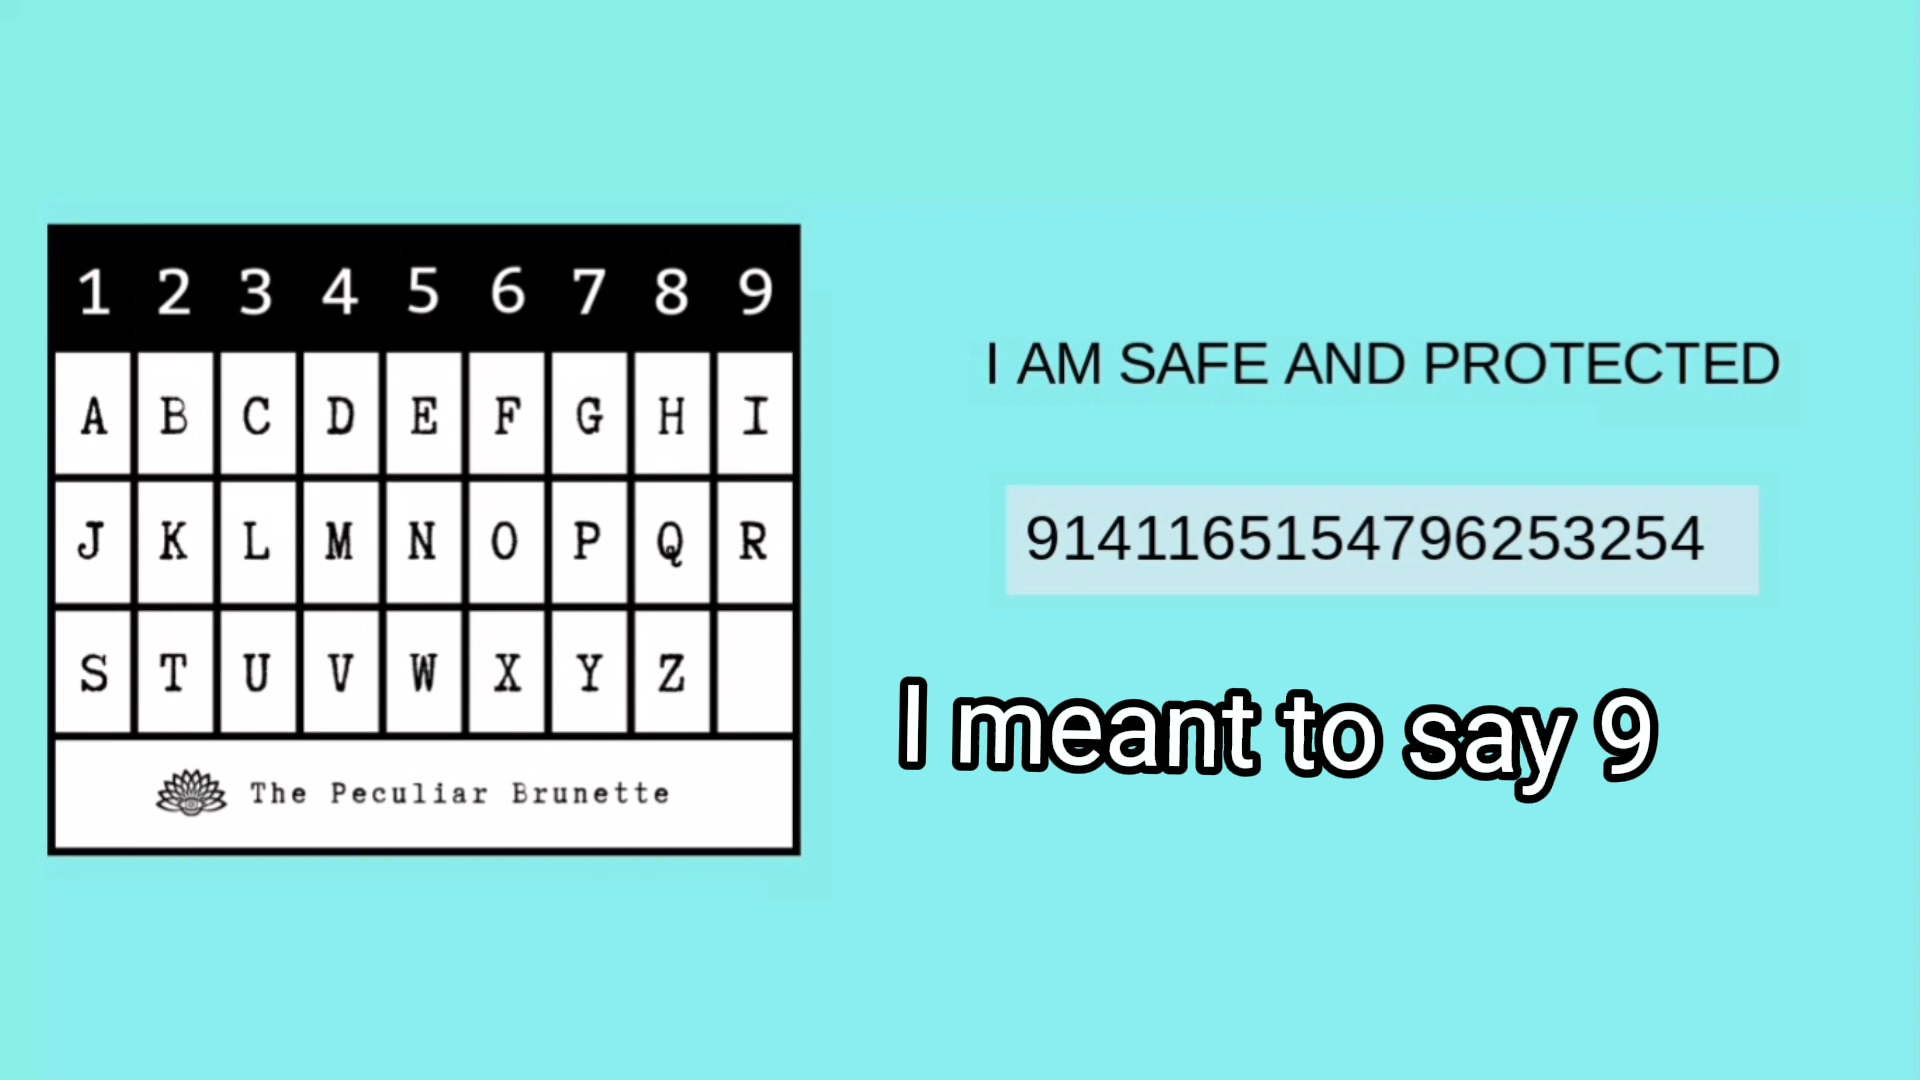 1 2 3 4 5 6 7 8 9
A B C D E F G H I
J K L M N O P Q R
S T U V W X Y Z
The Peculiar Brunette
I AM SAFE AND PROTECTED
9141165154796253254
I meant to say 9